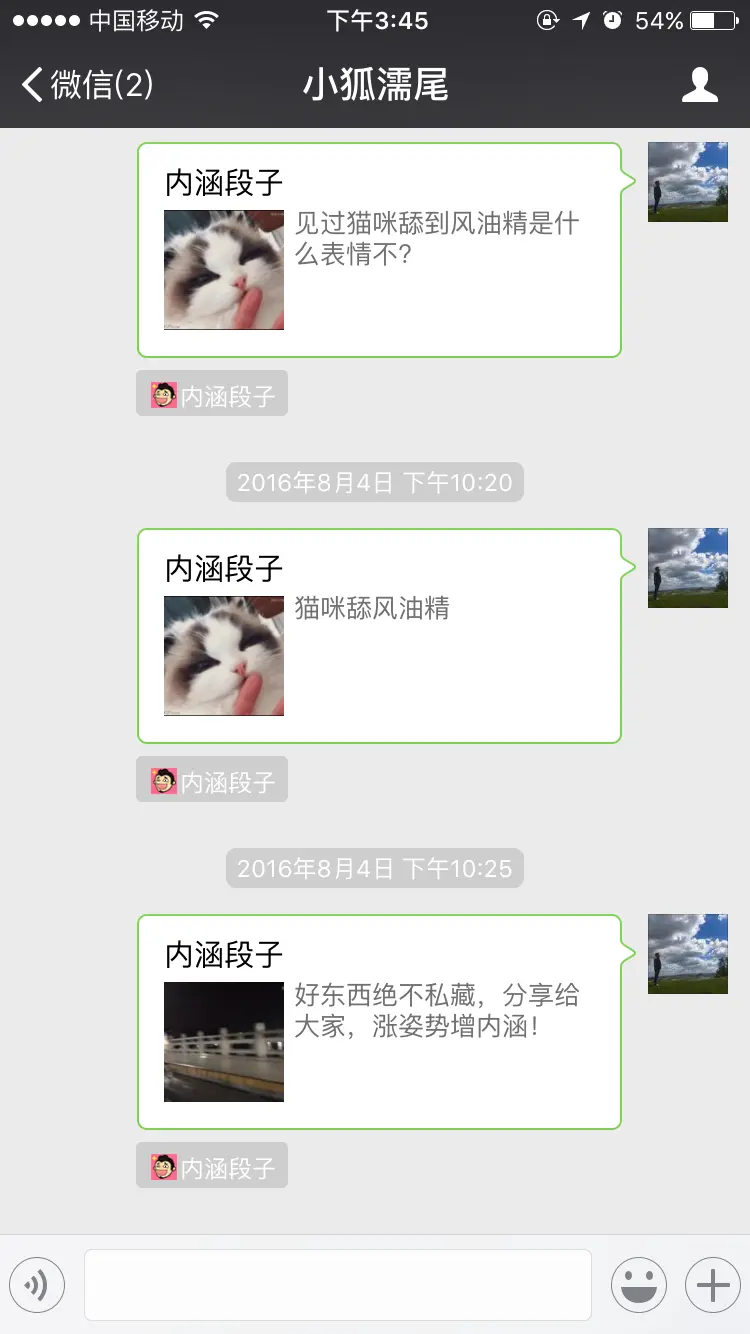 中国移动
下午3:45
54%
微信(2)
小狐濡尾
内涵段子
见过猫咪舔到风油精是什
么表情不?
内涵段子
2016年8月4日 下午10:20
内涵段子
猫咪舔风油精
内涵段子
2016年8月4日 下午10:25
内涵段子
好东西绝不私藏，分享给
大家，涨姿势增内涵！
内涵段子